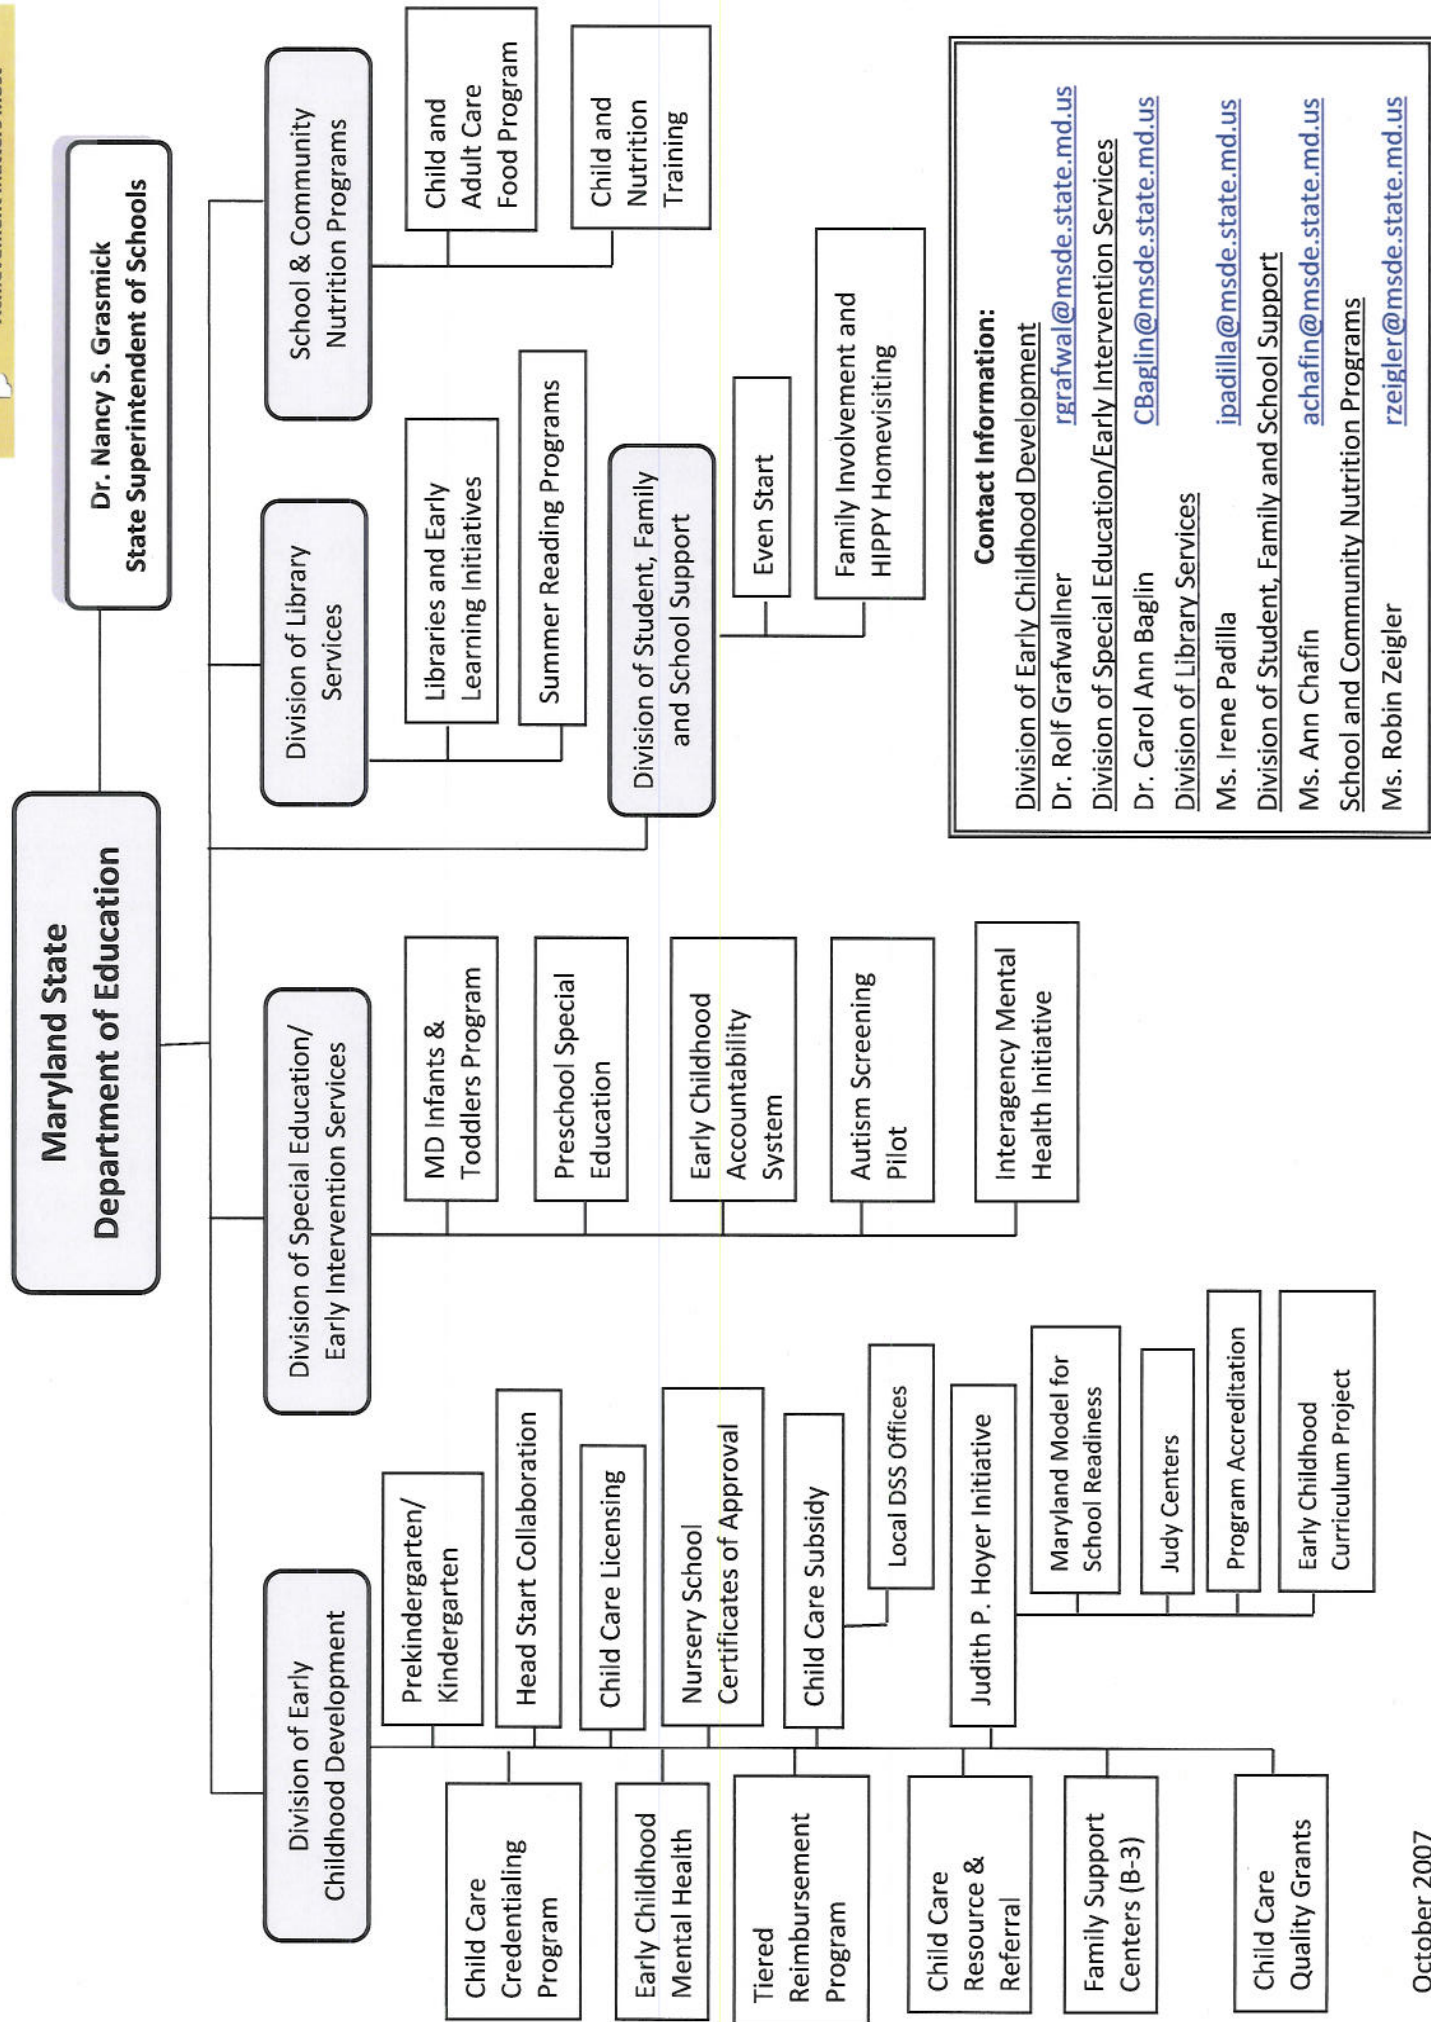 Maryland State
Department of Education
Dr. Nancy S. Grasmick
State Superintendent of Schools
Division of Early
Childhood Development
Child Care
Credentialing
Program
Early Childhood
Mental Health
Tiered
Reimbursement
Program
Child Care
Resource &
Referral
Family Support
Centers (B-3)
Child Care
Quality Grants
Prekindergarten/
Kindergarten
Head Start Collaboration
Child Care Licensing
Nursery School
Certificates of Approval
Child Care Subsidy
Local DSS Offices
Judith P. Hoyer Initiative
Maryland Model for
School Readiness
Judy Centers
Program Accreditation
Early Childhood
Curriculum Project
Division of Special Education/
Early Intervention Services
MD Infants &
Toddlers Program
Preschool Special
Education
Early Childhood
Accountability
System
Autism Screening
Pilot
Interagency Mental
Health Initiative
Division of Library
Services
Libraries and Early
Learning Initiatives
Summer Reading Programs
Division of Student, Family
and School Support
Even Start
Family Involvement and
HIPPY Homevisiting
School & Community
Nutrition Programs
Child and
Adult Care
Food Program
Child and
Nutrition
Training
Contact Information:
Division of Early Childhood Development
Dr. Rolf Grafwallner rgrafwal@msde.state.md.us
Division of Special Education/Early Intervention Services
Dr. Carol Ann Baglin CBaglin@msde.state.md.us
Division of Library Services
Ms. Irene Padilla ipadilla@msde.state.md.us
Division of Student, Family and School Support
Ms. Ann Chafin achafin@msde.state.md.us
School and Community Nutrition Programs
Ms. Robin Zeigler rzeigler@msde.state.md.us
October 2007